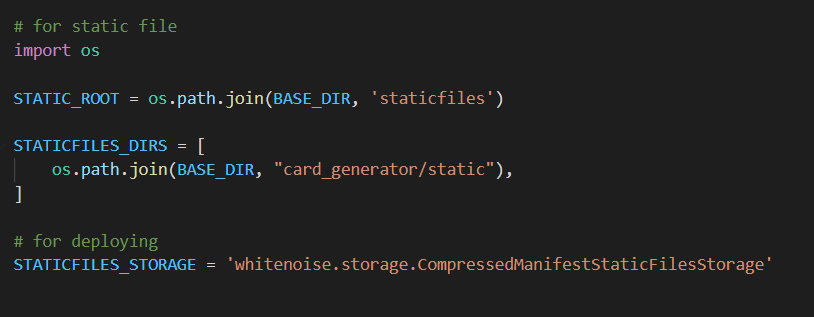 # for static file
import os
STATIC_ROOT = os.path.join(BASE_DIR, 'staticfiles')
STATICFILES_DIRS = [
    os.path.join(BASE_DIR, "card_generator/static"),
]
# for deploying
STATICFILES_STORAGE = 'whitenoise.storage.CompressedManifestStaticFilesStorage'